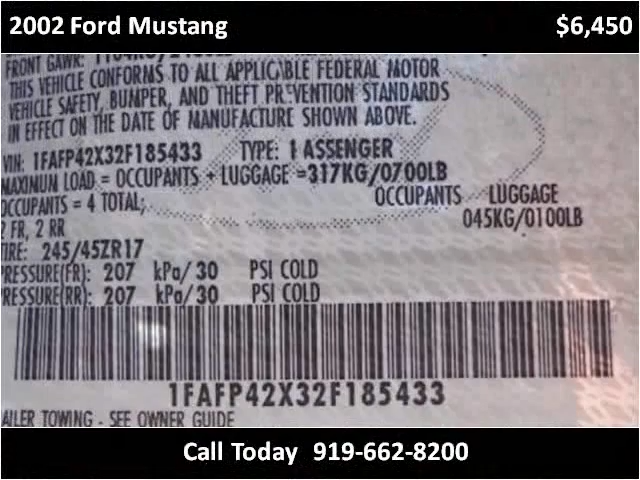 2002 Ford Mustang $6,450
FRONT GAWR:
THIS VEHICLE CONFORMS TO ALL APPLICABLE FEDERAL MOTOR
VEHICLE SAFETY, BUMPER, AND THEFT PREVENTION STANDARDS
IN EFFECT ON THE DATE OF MANUFACTURE SHOWN ABOVE.
VIN: 1FAFP42X32F185433 TYPE: PASSENGER
MAXIMUM LOAD = OCCUPANTS + LUGGAGE =317KG/0700LB
OCCUPANTS = 4 TOTAL; OCCUPANTS LUGGAGE
2 FR, 2 RR 045KG/0100LB
TIRE: 245/45ZR17
PRESSURE(FR): 207 kPa/30 PSI COLD
PRESSURE(RR): 207 kPa/30 PSI COLD
1FAFP42X32F185433
AILER TOWING - SEE OWNER GUIDE
Call Today 919-662-8200